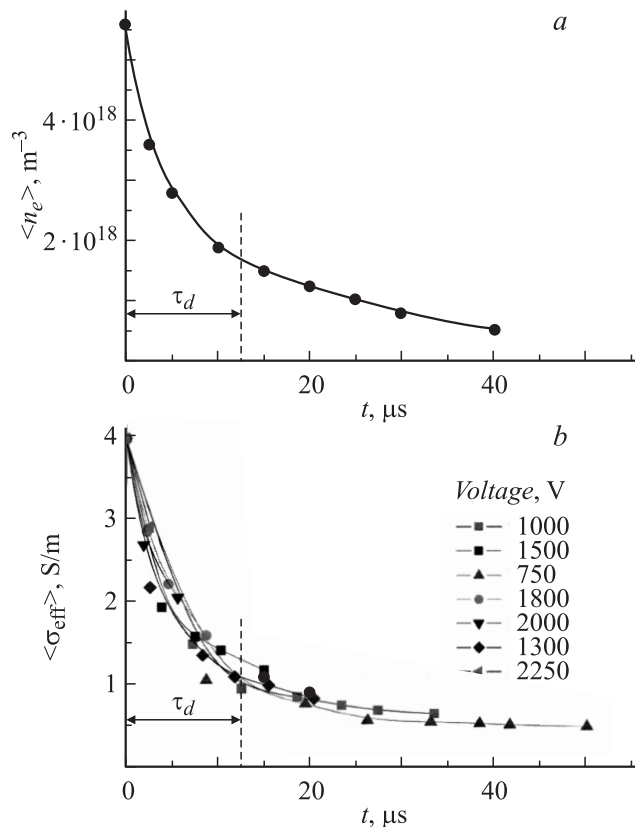 a
4·10^18
2·10^18
<n_e>, m^−3
τ_d
0 20 40
t, μs
b
4
3
2
1
<σ_eff>, S/m
Voltage, V
1000
1500
750
1800
2000
1300
2250
τ_d
0 20 40
t, μs